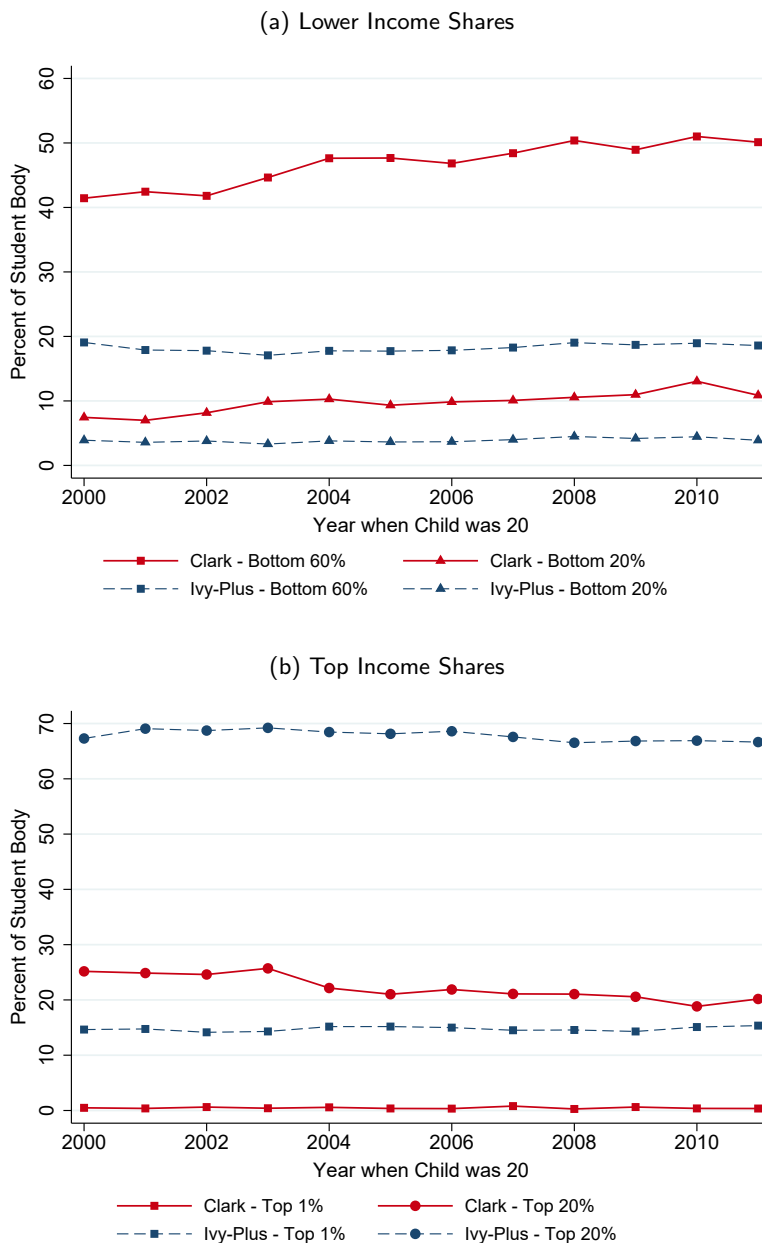 (a) Lower Income Shares
60
50
40
30
20
10
0
Percent of Student Body
2000 2002 2004 2006 2008 2010
Year when Child was 20
Clark - Bottom 60% Clark - Bottom 20%
Ivy-Plus - Bottom 60% Ivy-Plus - Bottom 20%
(b) Top Income Shares
70
60
50
40
30
20
10
0
Percent of Student Body
2000 2002 2004 2006 2008 2010
Year when Child was 20
Clark - Top 1% Clark - Top 20%
Ivy-Plus - Top 1% Ivy-Plus - Top 20%